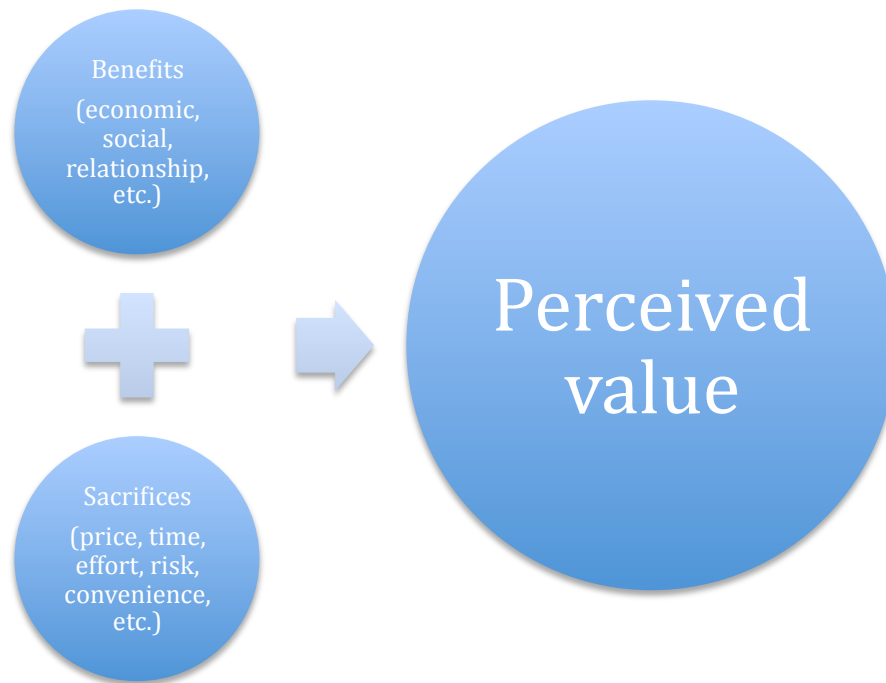 Benefits
(economic,
social,
relationship,
etc.)
Sacrifices
(price, time,
effort, risk,
convenience,
etc.)
Perceived
value